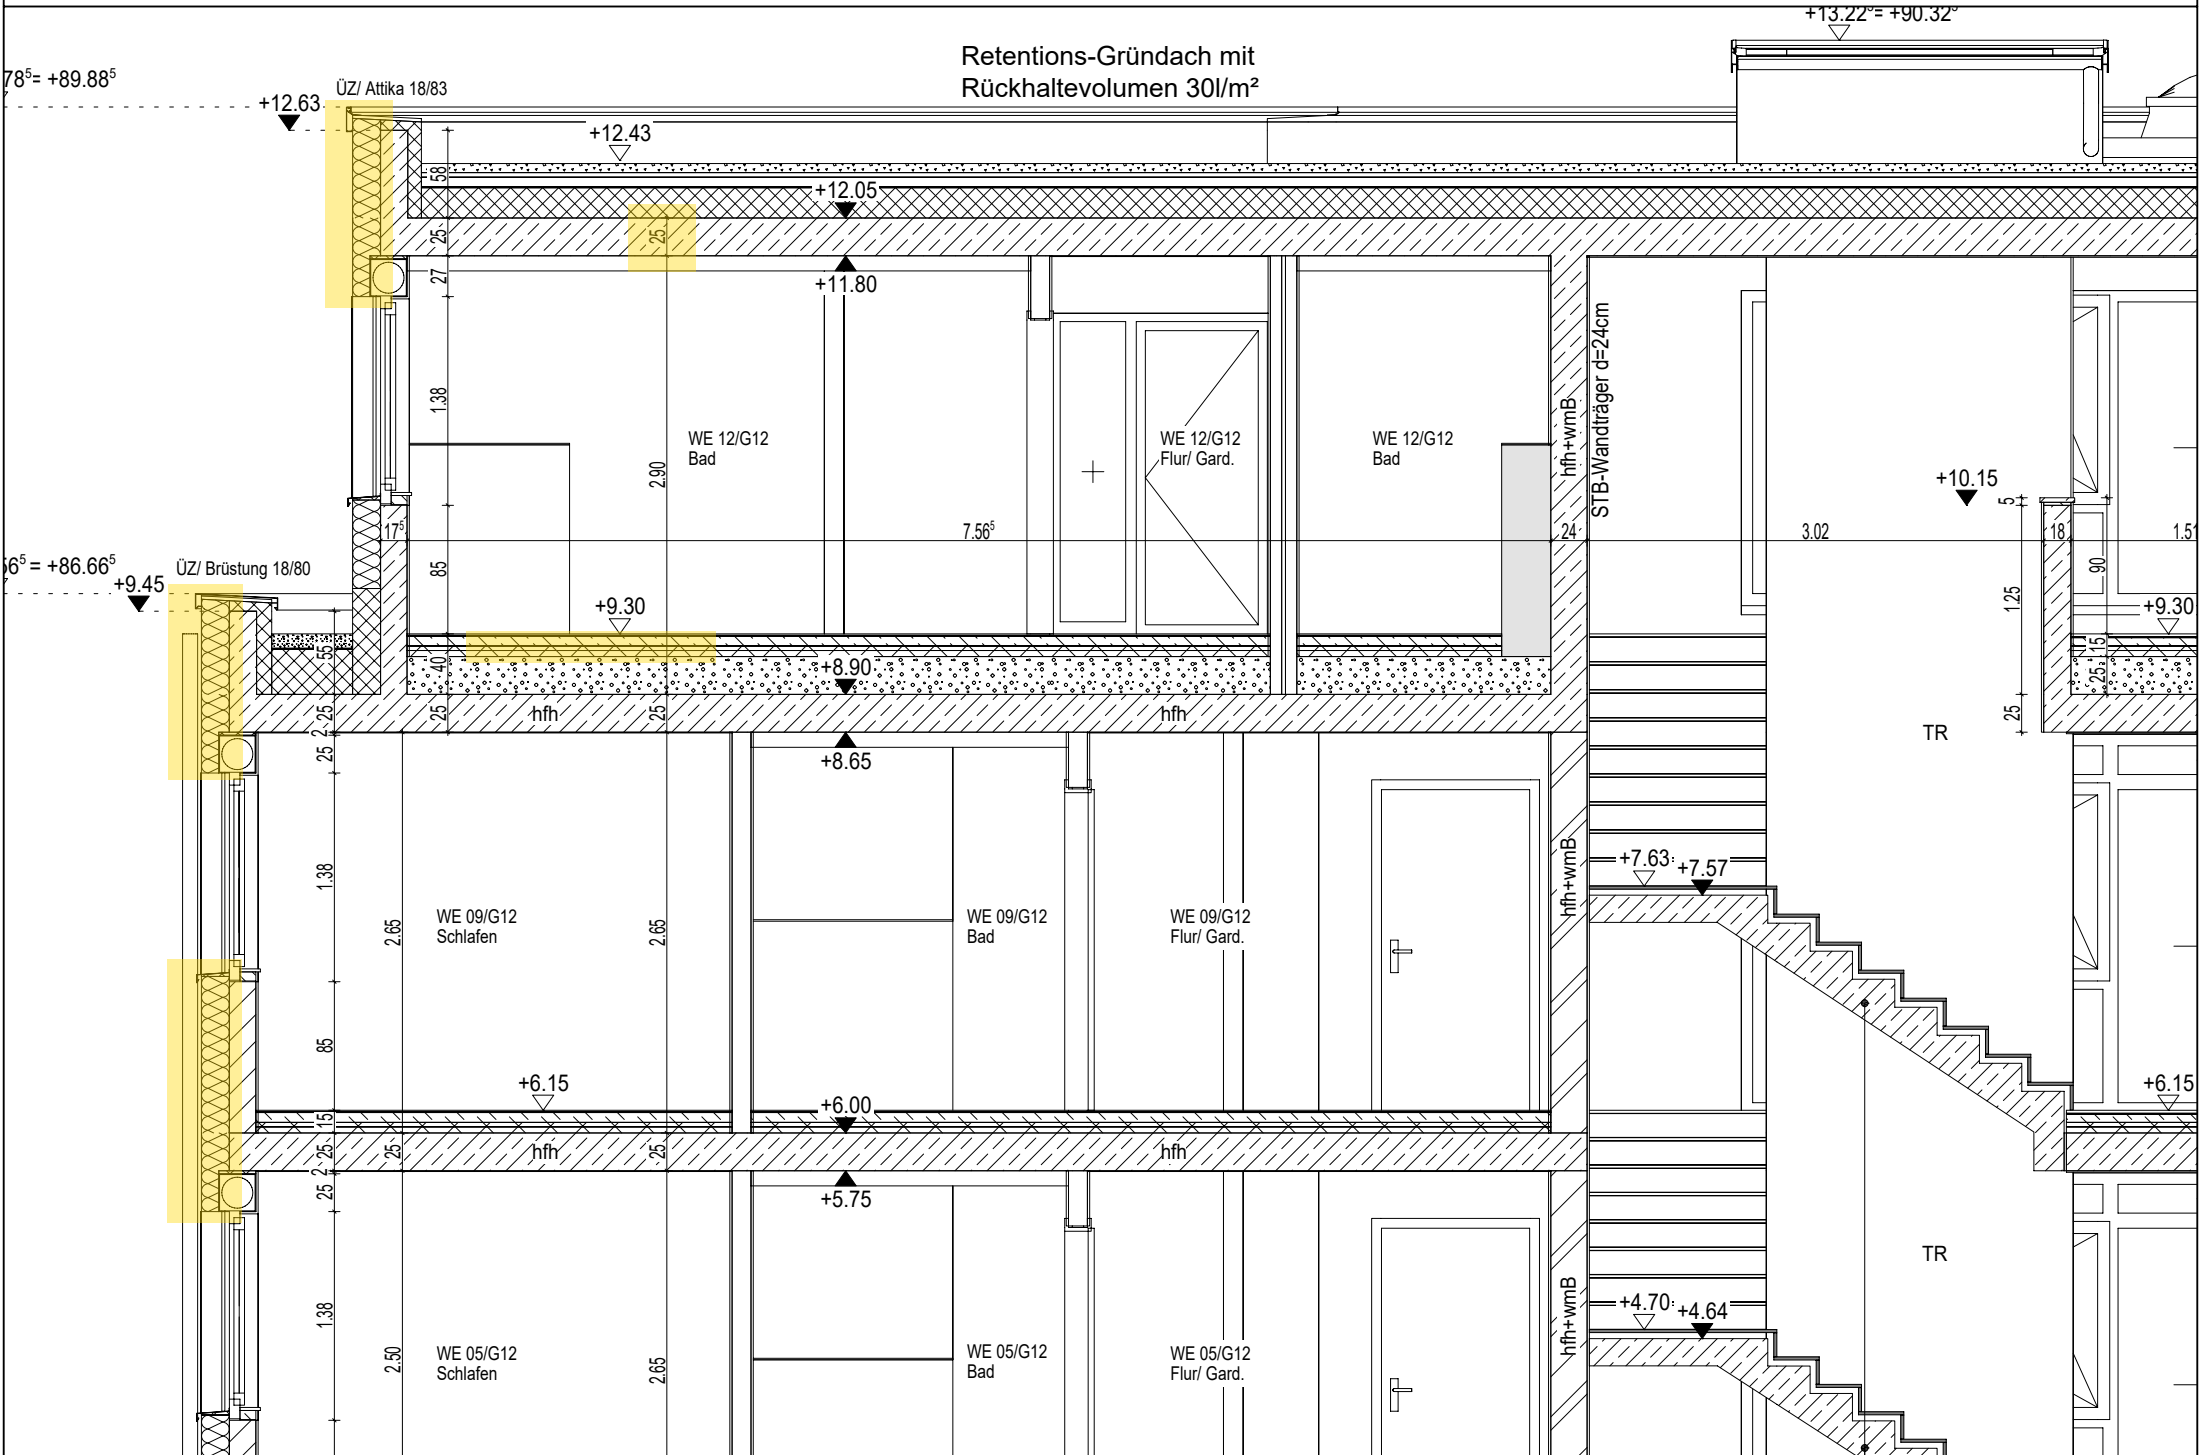 +13.22⁵= +90.32⁵
Retentions-Gründach mit
Rückhaltevolumen 30l/m²
78⁵= +89.88⁵
ÜZ/ Attika 18/83
+12.63
+12.43
58
+12.05
25
25
27
+11.80
STB-Wandträger d=24cm
hfh+wmB
1.38
WE 12/G12
Bad
WE 12/G12
Flur/ Gard.
WE 12/G12
Bad
2.90
+10.15
5
17⁵
7.56⁵
24
3.02
18
1.5
85
90
1.25
56⁵ = +86.66⁵
ÜZ/ Brüstung 18/80
+9.45
+9.30
+9.30
55
40
15
+8.90
25
25
2
25
hfh
25
hfh
25
TR
25
+8.65
hfh+wmB
+7.63
+7.57
1.38
2.65
WE 09/G12
Schlafen
2.65
WE 09/G12
Bad
WE 09/G12
Flur/ Gard.
85
+6.15
+6.00
+6.15
15
25
2
25
hfh
25
hfh
25
+5.75
TR
hfh+wmB
+4.70
+4.64
1.38
2.50
WE 05/G12
Schlafen
2.65
WE 05/G12
Bad
WE 05/G12
Flur/ Gard.